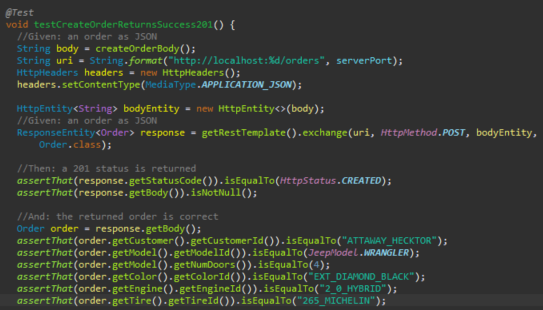 @Test
void testCreateOrderReturnsSuccess201() {
//Given: an order as JSON
String body = createOrderBody();
String uri = String.format("http://localhost:%d/orders", serverPort);
HttpHeaders headers = new HttpHeaders();
headers.setContentType(MediaType.APPLICATION_JSON);
HttpEntity<String> bodyEntity = new HttpEntity<>(body);
//Given: an order as JSON
ResponseEntity<Order> response = getRestTemplate().exchange(uri, HttpMethod.POST, bodyEntity,
Order.class);
//Then: a 201 status is returned
assertThat(response.getStatusCode()).isEqualTo(HttpStatus.CREATED);
assertThat(response.getBody()).isNotNull();
//And: the returned order is correct
Order order = response.getBody();
assertThat(order.getCustomer().getCustomerId()).isEqualTo("ATTAWAY_HECKTOR");
assertThat(order.getModel().getModelId()).isEqualTo(JeepModel.WRANGLER);
assertThat(order.getModel().getNumDoors()).isEqualTo(4);
assertThat(order.getColor().getColorId()).isEqualTo("EXT_DIAMOND_BLACK");
assertThat(order.getEngine().getEngineId()).isEqualTo("2_0_HYBRID");
assertThat(order.getTire().getTireId()).isEqualTo("265_MICHELIN");